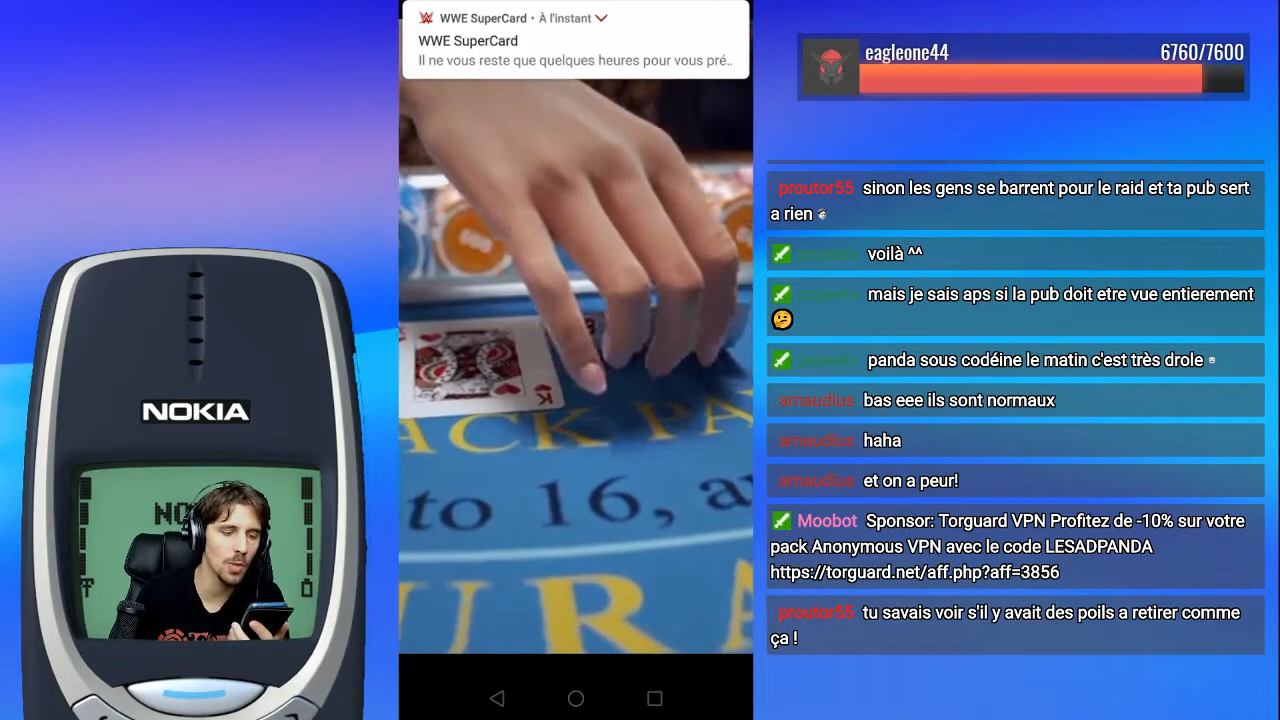 WWE SuperCard • À l'instant
WWE SuperCard
Il ne vous reste que quelques heures pour vous pré..
K
ACK PA
to 16, a
URA
NOKIA
NO
eagleone44 6760/7600
proutor55 sinon les gens se barrent pour le raid et ta pub sert
a rien
voilà ^^
mais je sais aps si la pub doit etre vue entierement
panda sous codéine le matin c'est très drole
arnaudius bas eee ils sont normaux
arnaudius haha
arnaudius et on a peur!
Moobot Sponsor: Torguard VPN Profitez de -10% sur votre
pack Anonymous VPN avec le code LESADPANDA
https://torguard.net/aff.php?aff=3856
proutor55 tu savais voir s'il y avait des poils a retirer comme
ça !